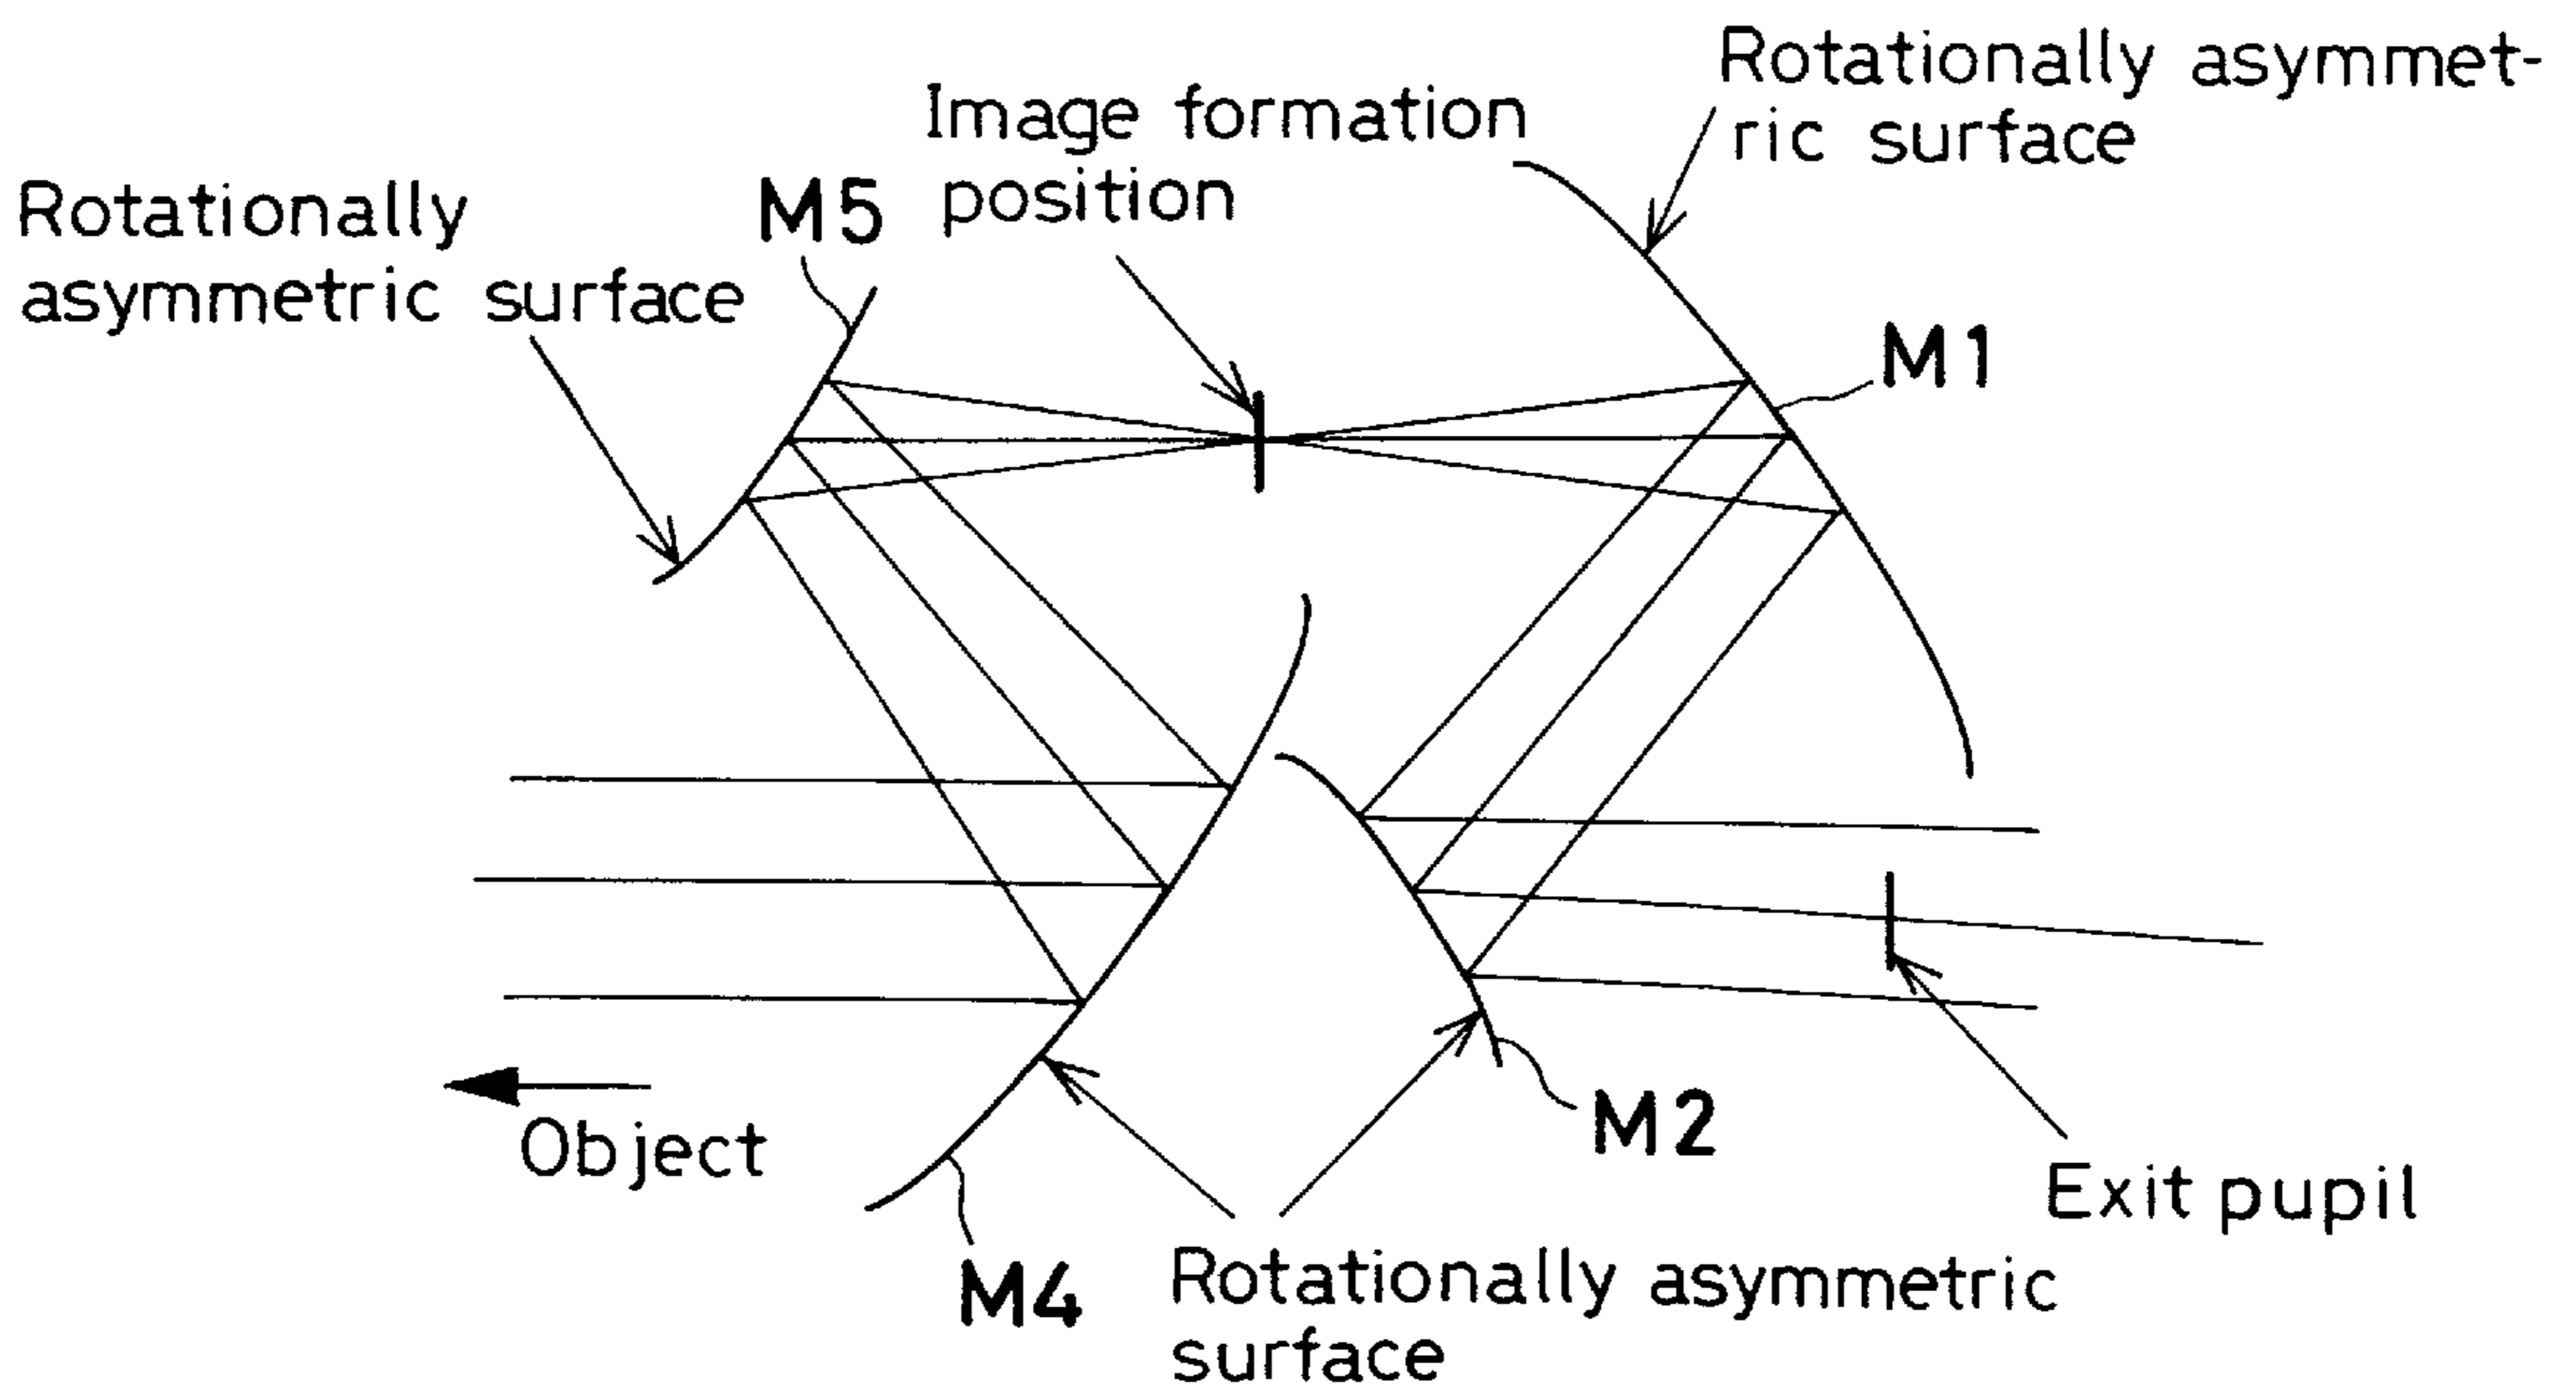 Rotationally asymmet-
ric surface
Image formation
position
Rotationally
asymmetric surface
M5
M1
Object
M2
Exit pupil
M4
Rotationally asymmetric
surface